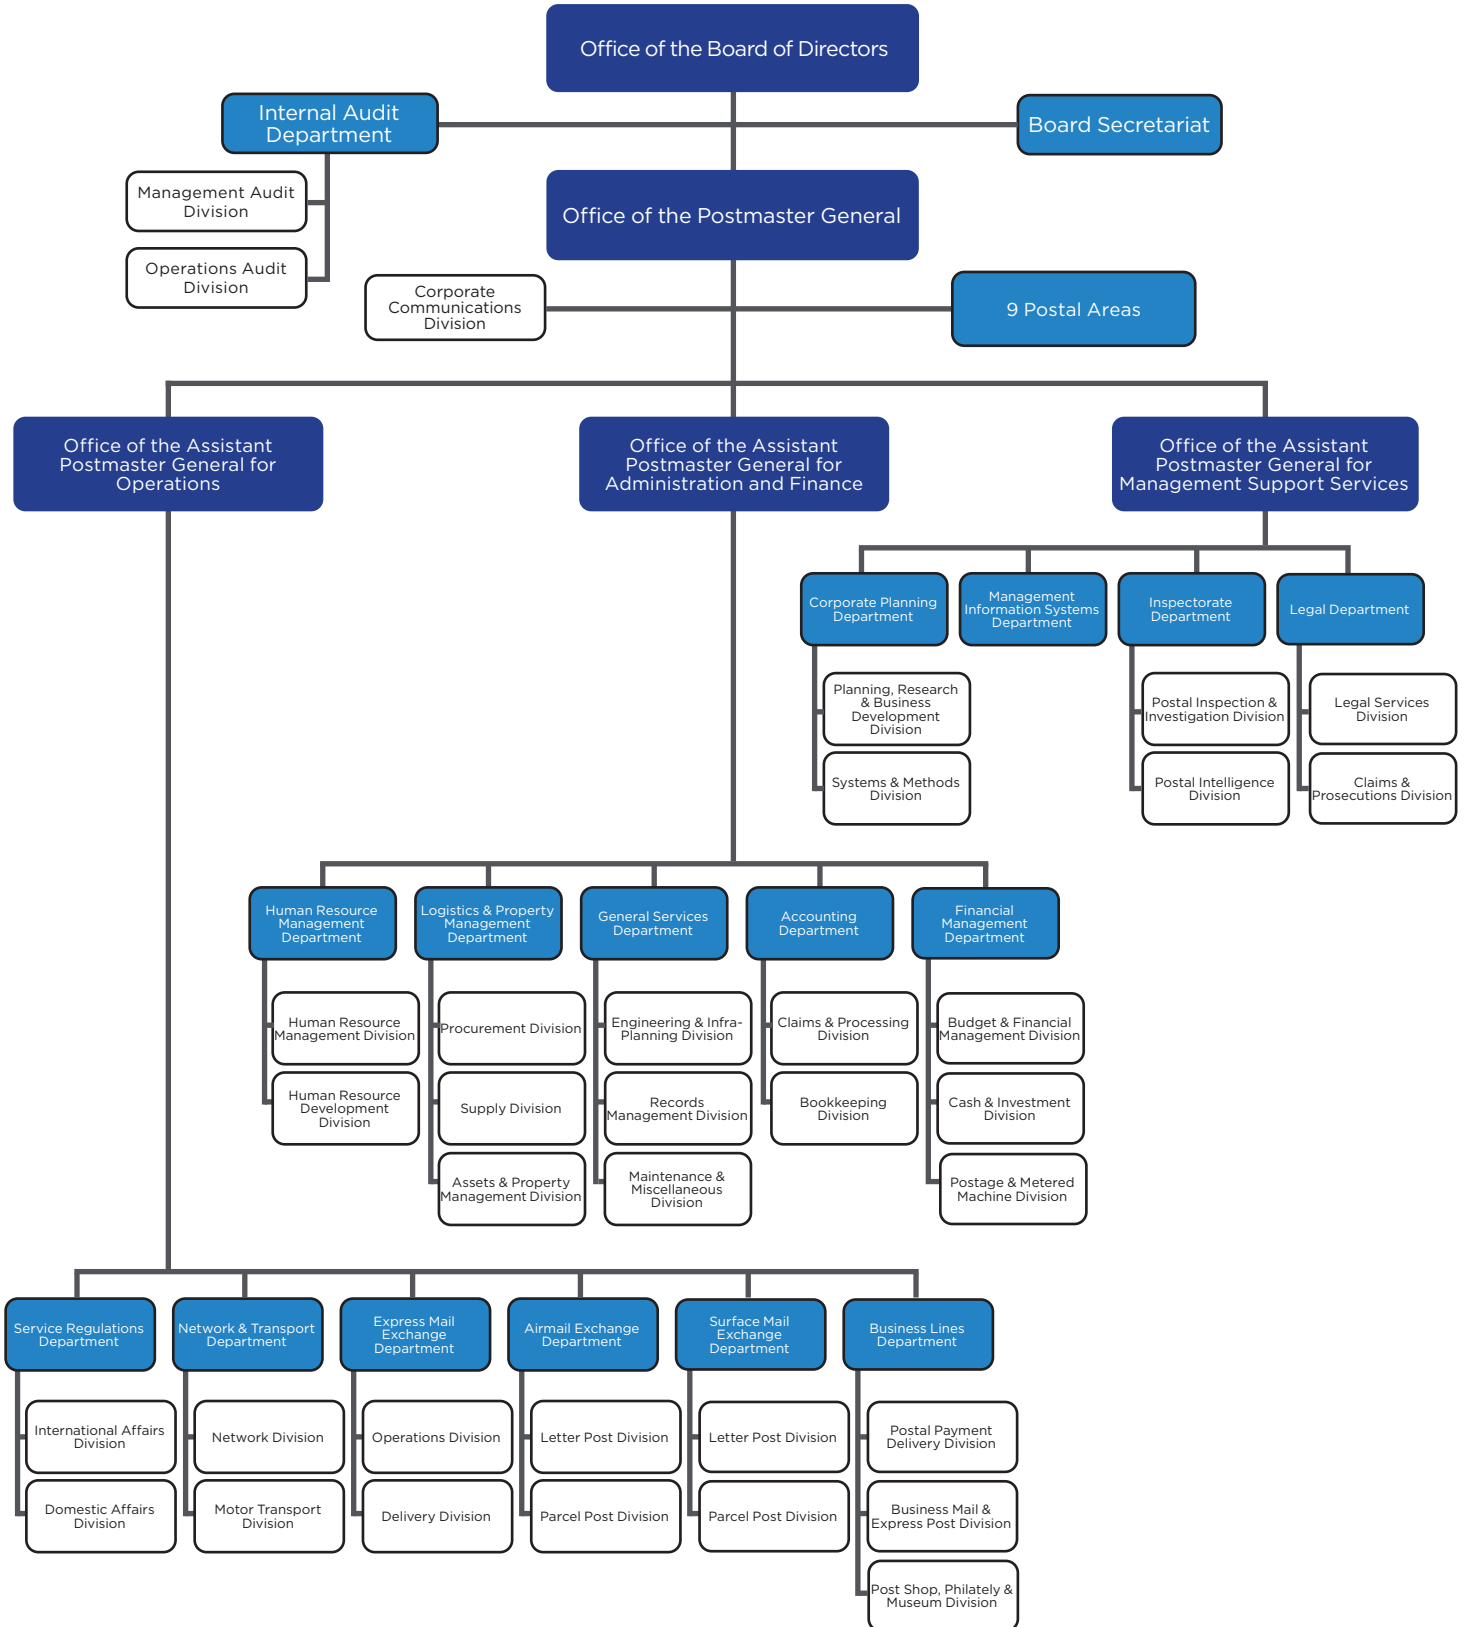 Office of the Board of Directors
Internal Audit
Department
Board Secretariat
Management Audit
Division
Office of the Postmaster General
Operations Audit
Division
Corporate
Communications
Division
9 Postal Areas
Office of the Assistant
Postmaster General for
Operations
Office of the Assistant
Postmaster General for
Administration and Finance
Office of the Assistant
Postmaster General for
Management Support Services
Corporate Planning
Department
Management
Information Systems
Department
Inspectorate
Department
Legal Department
Planning, Research
& Business
Development
Division
Postal Inspection &
Investigation Division
Legal Services
Division
Systems & Methods
Division
Postal Intelligence
Division
Claims &
Prosecutions Division
Human Resource
Management
Department
Logistics & Property
Management
Department
General Services
Department
Accounting
Department
Financial
Management
Department
Human Resource
Management Division
Procurement Division
Engineering & Infra-
Planning Division
Claims & Processing
Division
Budget & Financial
Management Division
Human Resource
Development
Division
Supply Division
Records
Management Division
Bookkeeping
Division
Cash & Investment
Division
Assets & Property
Management Division
Maintenance &
Miscellaneous
Division
Postage & Metered
Machine Division
Service Regulations
Department
Network & Transport
Department
Express Mail
Exchange
Department
Airmail Exchange
Department
Surface Mail
Exchange
Department
Business Lines
Department
International Affairs
Division
Network Division
Operations Division
Letter Post Division
Letter Post Division
Postal Payment
Delivery Division
Domestic Affairs
Division
Motor Transport
Division
Delivery Division
Parcel Post Division
Parcel Post Division
Business Mail &
Express Post Division
Post Shop, Philately &
Museum Division